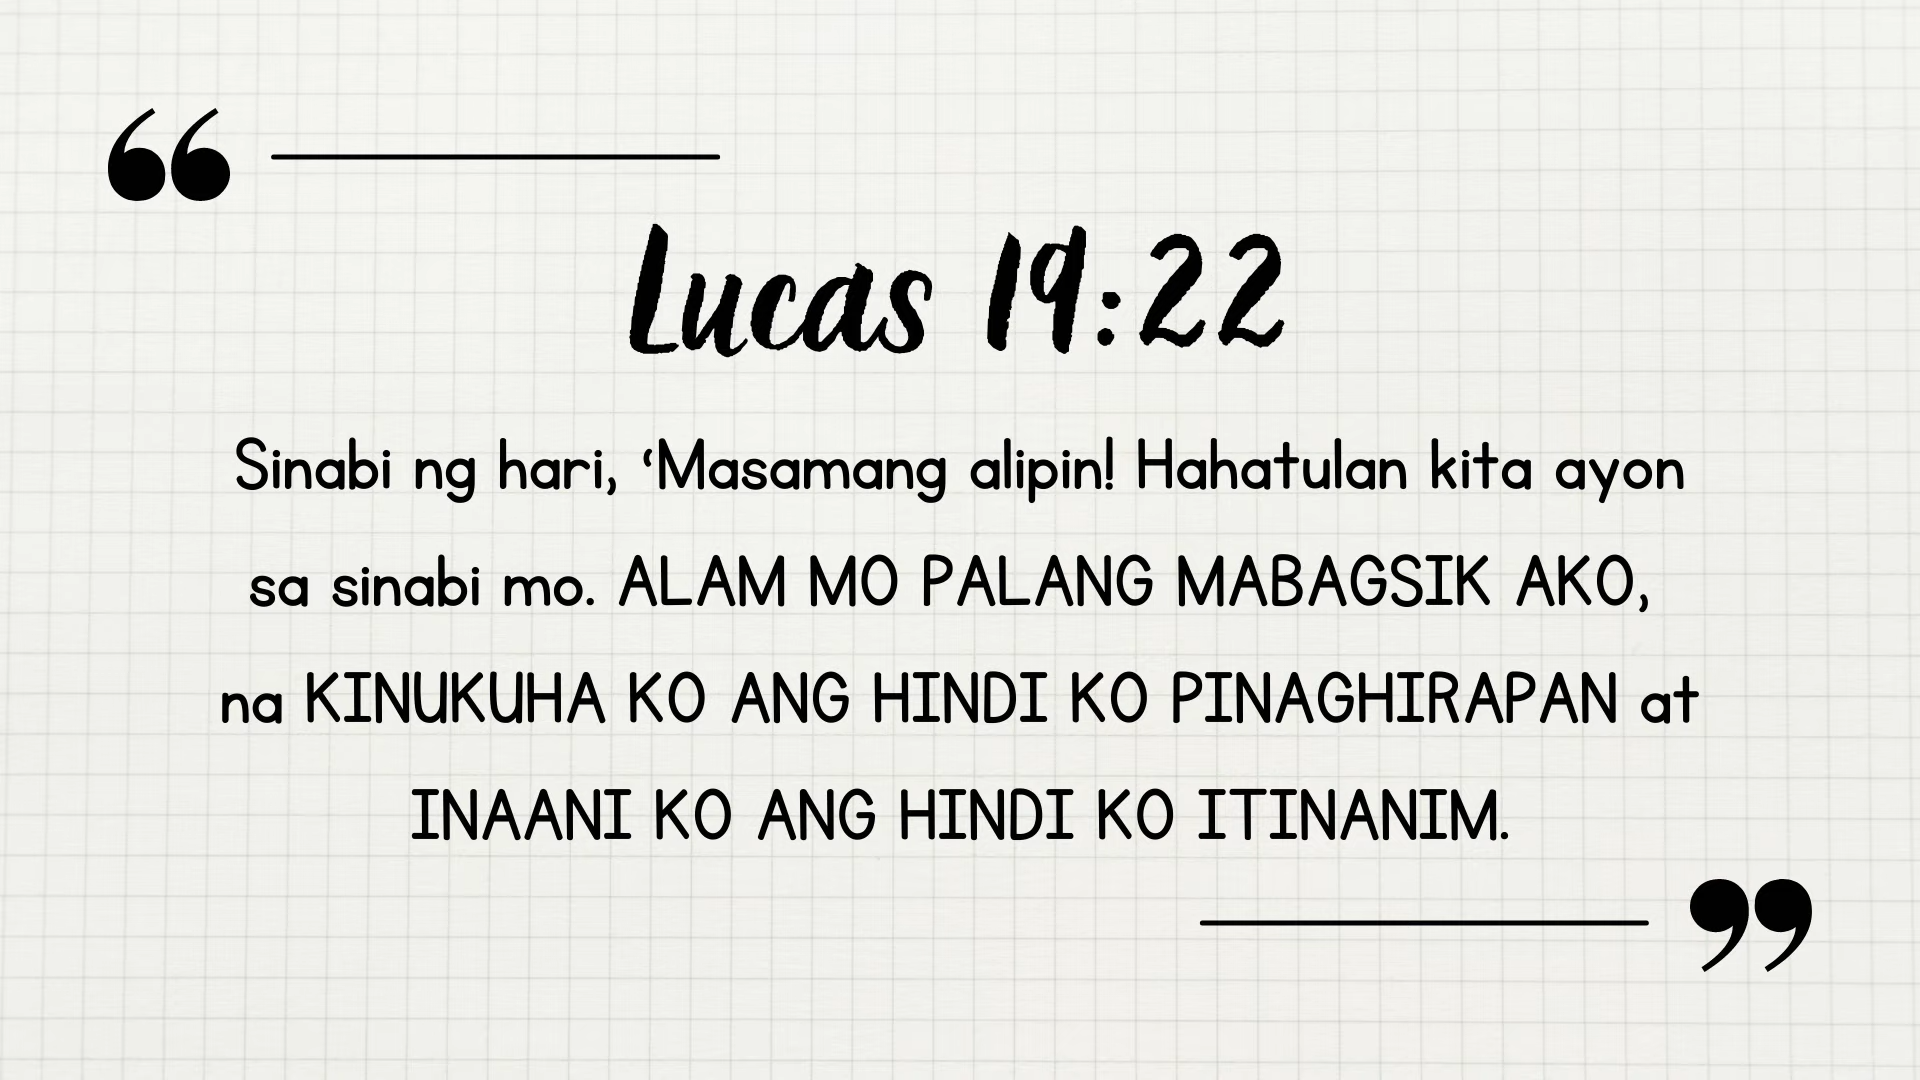 “
Lucas 19:22
Sinabi ng hari, ‘Masamang alipin! Hahatulan kita ayon
sa sinabi mo. ALAM MO PALANG MABAGSIK AKO,
na KINUKUHA KO ANG HINDI KO PINAGHIRAPAN at
INAANI KO ANG HINDI KO ITINANIM.
”